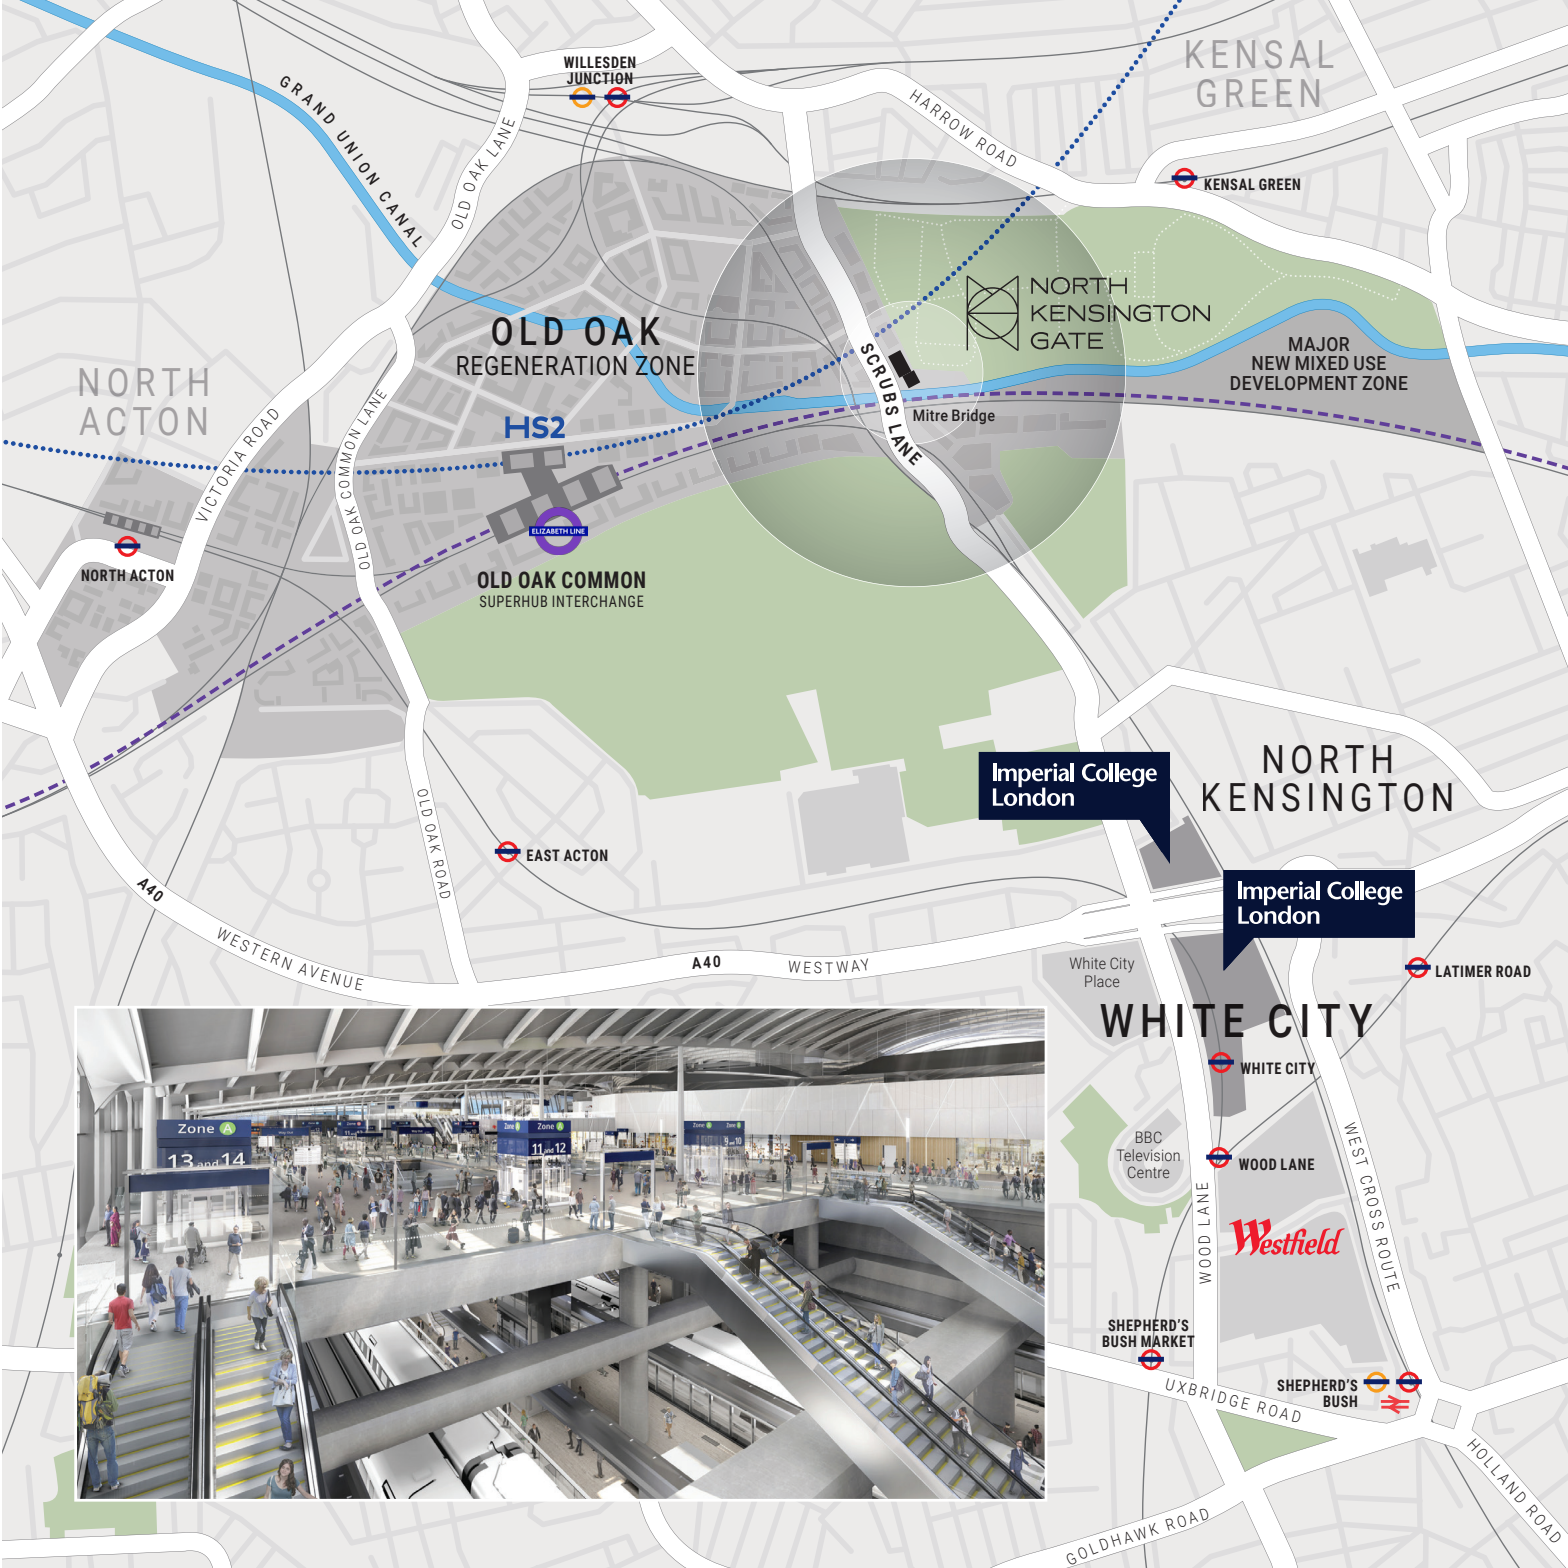 KENSAL
GREEN
WILLESDEN
JUNCTION
GRAND UNION CANAL
OLD OAK LANE
HARROW ROAD
KENSAL GREEN
NORTH
KENSINGTON
GATE
OLD OAK
REGENERATION ZONE
MAJOR
NEW MIXED USE
DEVELOPMENT ZONE
SCRUBS LANE
Mitre Bridge
NORTH
ACTON
VICTORIA ROAD
OLD OAK COMMON LANE
HS2
ELIZABETH LINE
OLD OAK COMMON
SUPERHUB INTERCHANGE
NORTH ACTON
NORTH
KENSINGTON
Imperial College
London
OLD OAK ROAD
EAST ACTON
A40
WESTERN AVENUE
A40
WESTWAY
Imperial College
London
White City
Place
LATIMER ROAD
WHITE CITY
WHITE CITY
BBC
Television
Centre
WOOD LANE
WOOD LANE
WEST CROSS ROUTE
Westfield
SHEPHERD'S
BUSH MARKET
SHEPHERD'S
BUSH
UXBRIDGE ROAD
HOLLAND ROAD
GOLDHAWK ROAD
Zone A
13 and 14
Zone A
11 and 12
Zone A